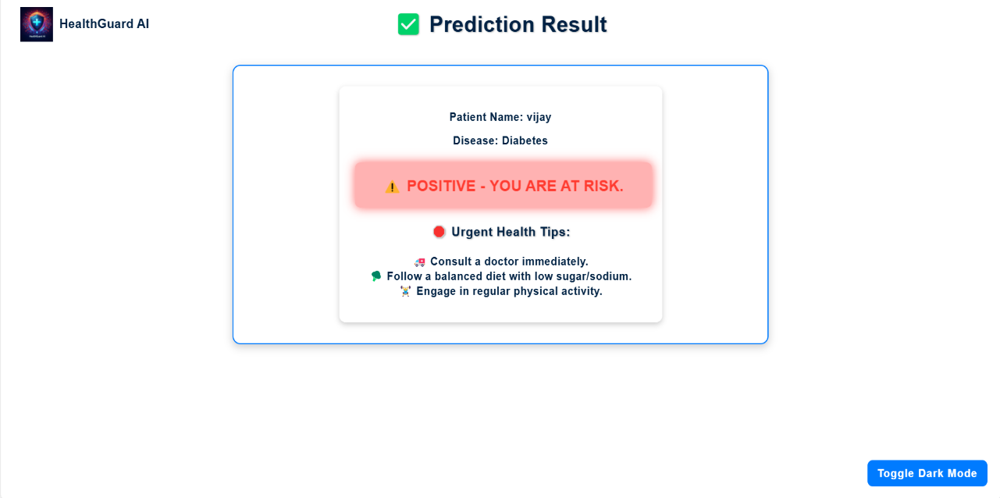 HealthGuard AI
✅ Prediction Result
Patient Name: vijay
Disease: Diabetes
⚠️ POSITIVE - YOU ARE AT RISK.
🛑 Urgent Health Tips:
🚑 Consult a doctor immediately.
🥦 Follow a balanced diet with low sugar/sodium.
🏋️ Engage in regular physical activity.
Toggle Dark Mode